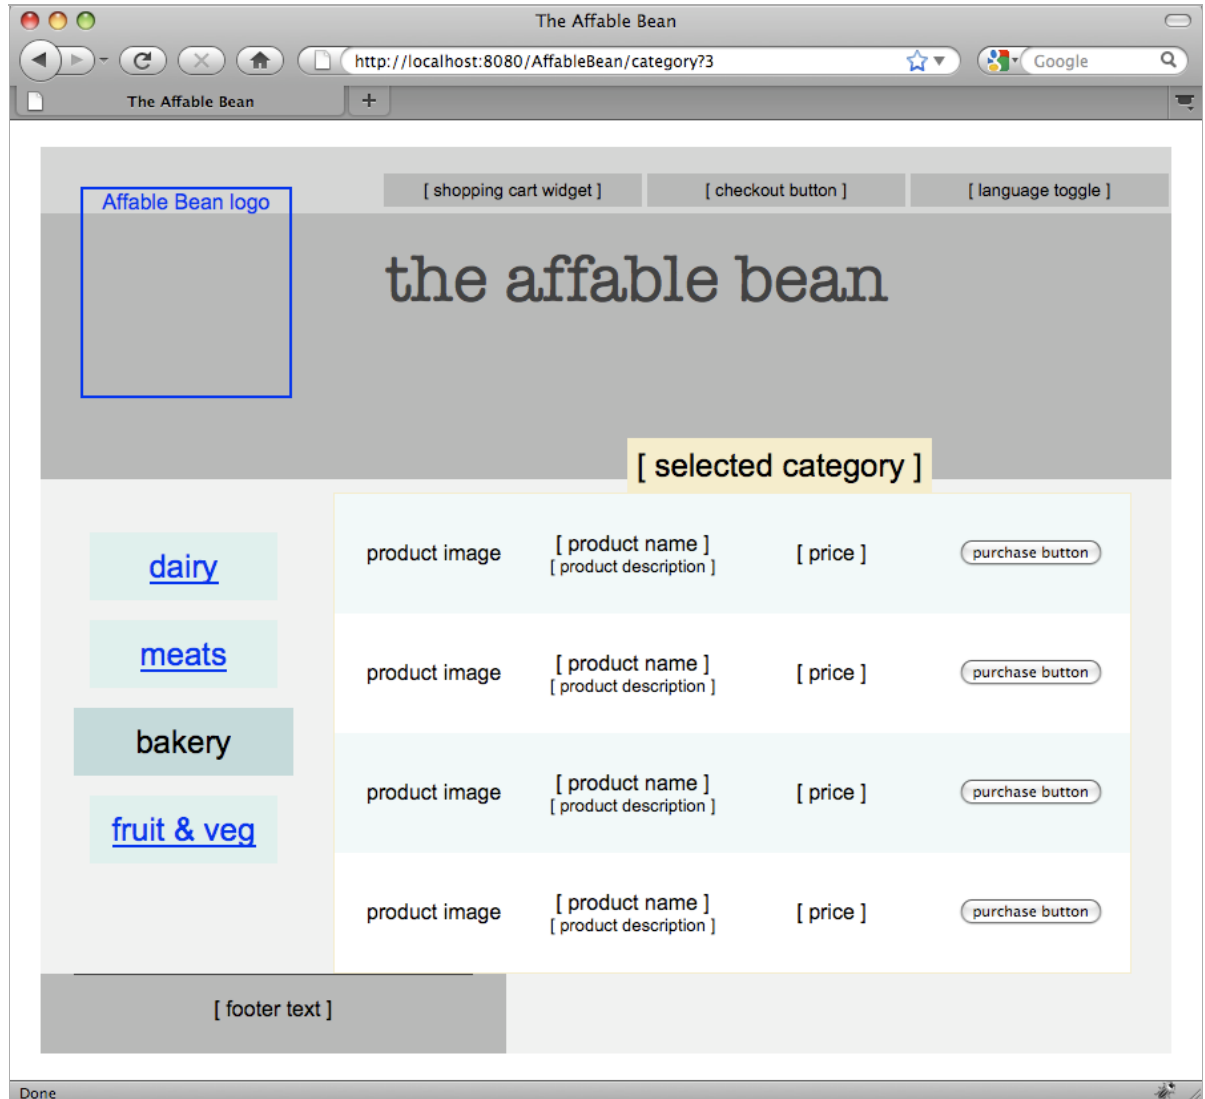 The Affable Bean
http://localhost:8080/AffableBean/category?3
Google
The Affable Bean
+
[ shopping cart widget ]
[ checkout button ]
[ language toggle ]
Affable Bean logo
the affable bean
[ selected category ]
dairy
meats
bakery
fruit & veg
product image
[ product name ]
[ product description ]
[ price ]
purchase button
product image
[ product name ]
[ product description ]
[ price ]
purchase button
product image
[ product name ]
[ product description ]
[ price ]
purchase button
product image
[ product name ]
[ product description ]
[ price ]
purchase button
[ footer text ]
Done